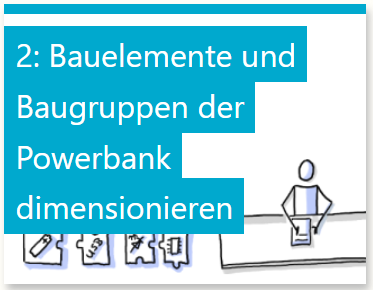 2: Bauelemente und
Baugruppen der
Powerbank
dimensionieren